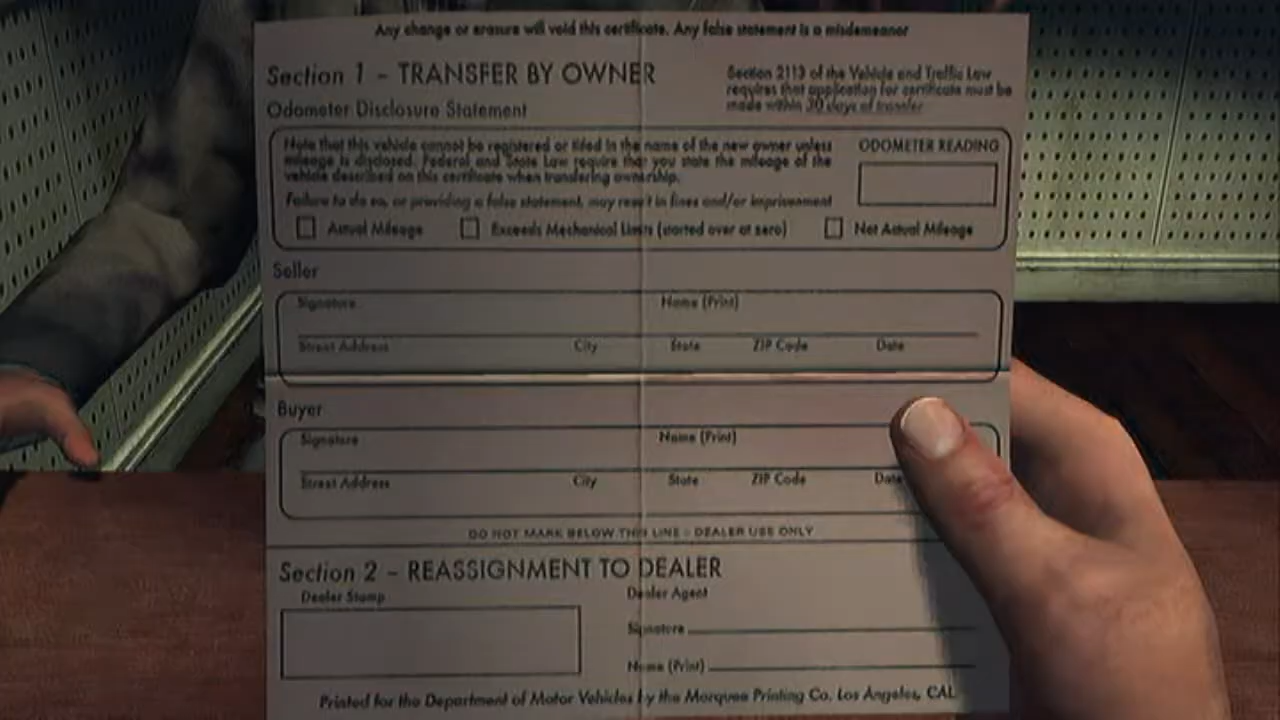 Any change or erasure will void this certificate. Any false statement is a misdemeanor
Section 1 - TRANSFER BY OWNER
Section 2113 of the Vehicle and Traffic Law
requires that application for certificate must be
made within 30 days of transfer
Odometer Disclosure Statement
Note that this vehicle cannot be registered or titled in the name of the new owner unless
mileage is disclosed. Federal and State Law require that you state the mileage of the
vehicle described on this certificate when transferring ownership.
Failure to do so, or providing a false statement, may result in fines and/or imprisonment
ODOMETER READING
Actual Mileage
Exceeds Mechanical Limits (started over at zero)
Not Actual Mileage
Seller
Signature Name (Print)
Street Address City State ZIP Code Date
Buyer
Signature Name (Print)
Street Address City State ZIP Code Date
DO NOT MARK BELOW THIS LINE - DEALER USE ONLY
Section 2 - REASSIGNMENT TO DEALER
Dealer Stamp
Dealer Agent
Signature
Name (Print)
Printed for the Department of Motor Vehicles by the Marquee Printing Co. Los Angeles, CAL